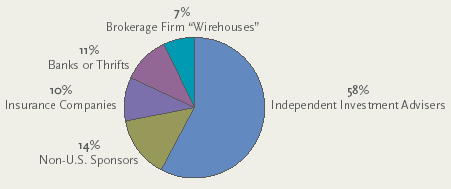 7%
Brokerage Firm “Wirehouses”
11%
Banks or Thrifts
10%
Insurance Companies
58%
Independent Investment Advisers
14%
Non-U.S. Sponsors